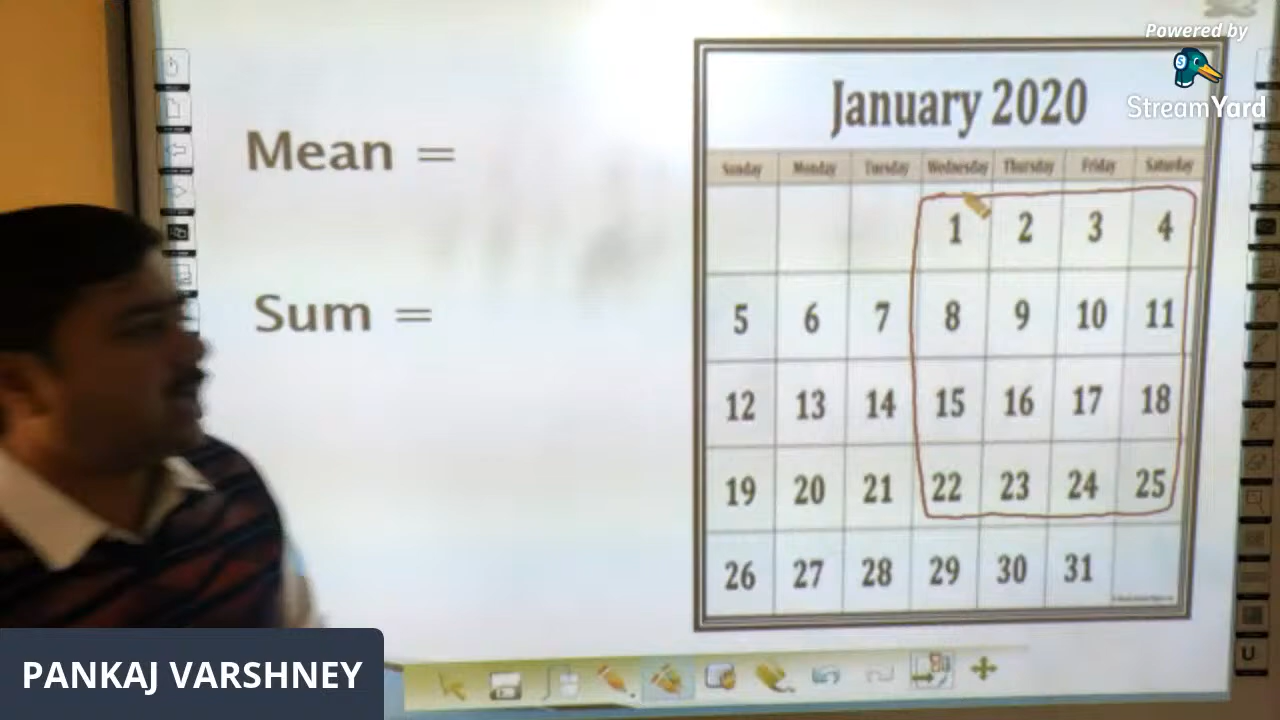 Powered by
StreamYard
January 2020
Mean =
Sum =
Sunday Monday Tuesday Wednesday Thursday Friday Saturday
1 2 3 4
5 6 7 8 9 10 11
12 13 14 15 16 17 18
19 20 21 22 23 24 25
26 27 28 29 30 31
U
PANKAJ VARSHNEY